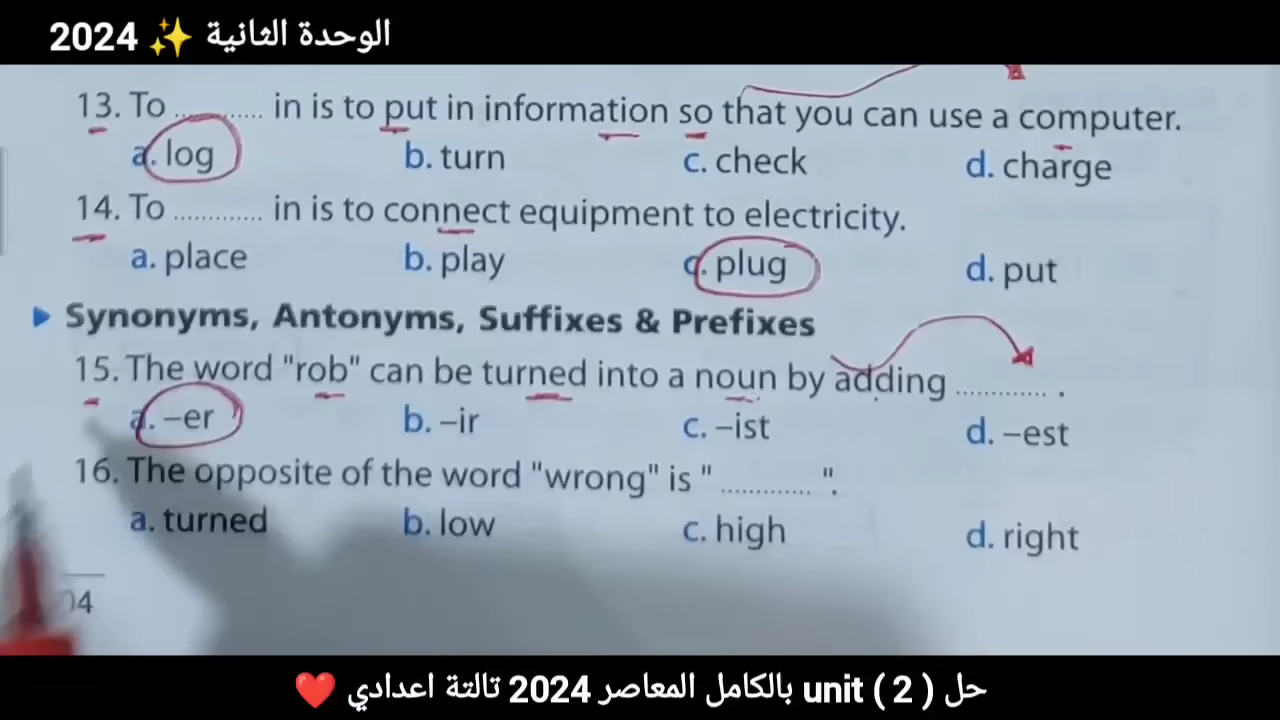 الوحدة الثانية ✨ 2024
13. To ............ in is to put in information so that you can use a computer.
a. log b. turn c. check d. charge
14. To ............ in is to connect equipment to electricity.
a. place b. play c. plug d. put
▶ Synonyms, Antonyms, Suffixes & Prefixes
15. The word "rob" can be turned into a noun by adding ............ .
a. –er b. –ir c. –ist d. –est
16. The opposite of the word "wrong" is " ............ ".
a. turned b. low c. high d. right
حل unit ( 2 ) بالكامل المعاصر 2024 تالتة اعدادي ❤️